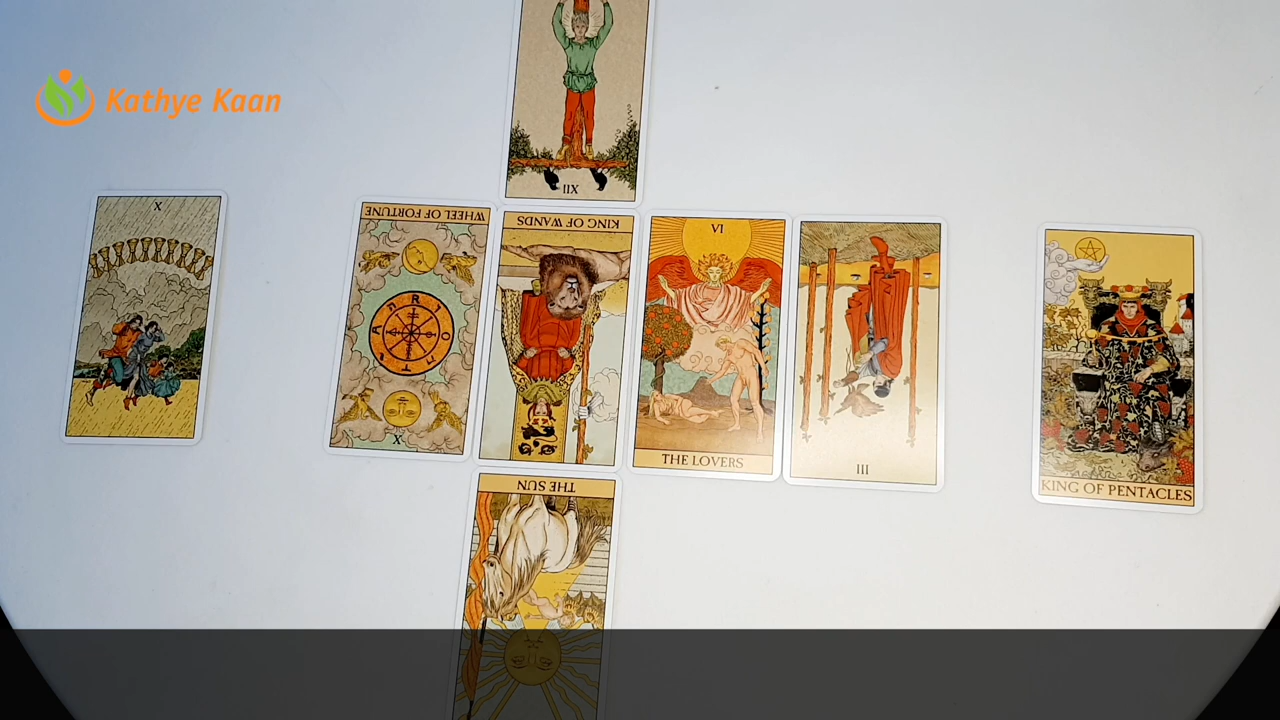 Kathye Kaan
XII
X
WHEEL OF FORTUNE
X
KING OF WANDS
VI
THE LOVERS
III
KING OF PENTACLES
THE SUN